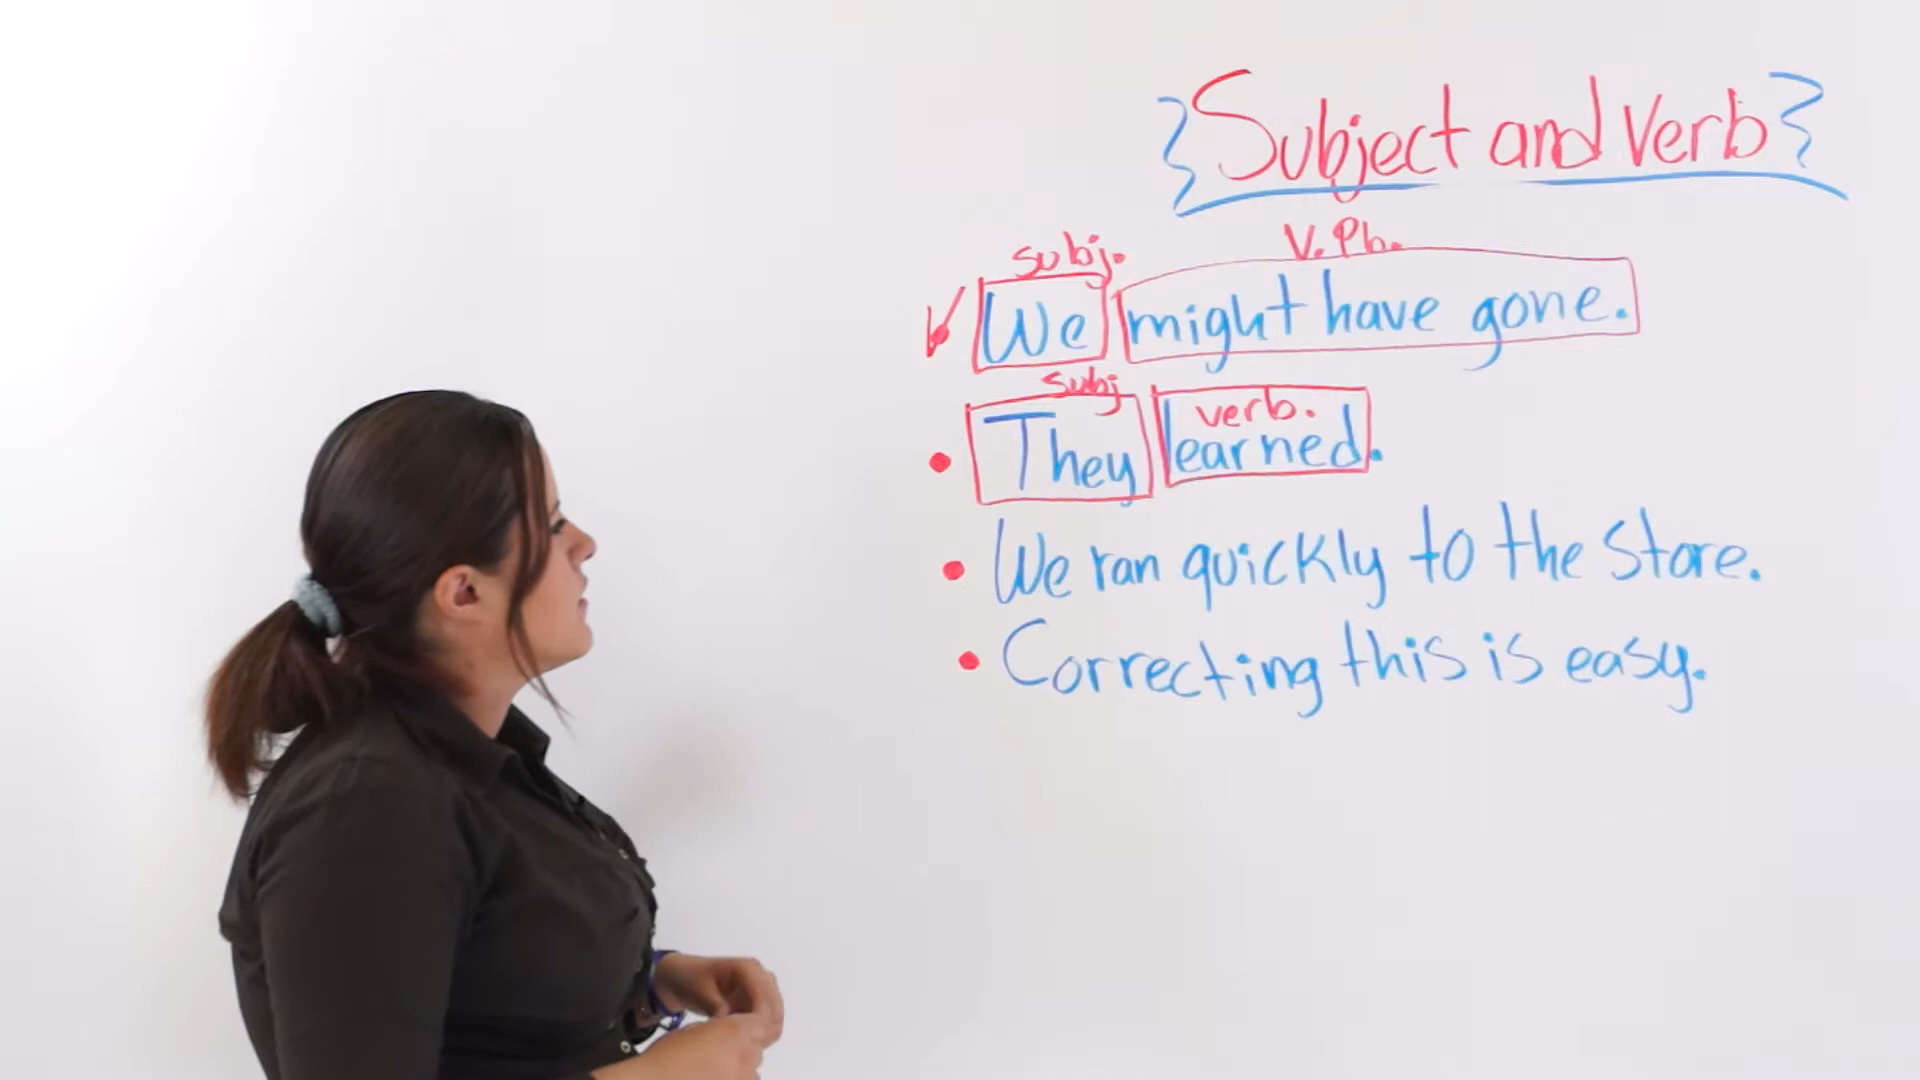 Subject and Verb
subj. V. Ph.
We might have gone.
subj verb.
They learned.
We ran quickly to the store.
Correcting this is easy.